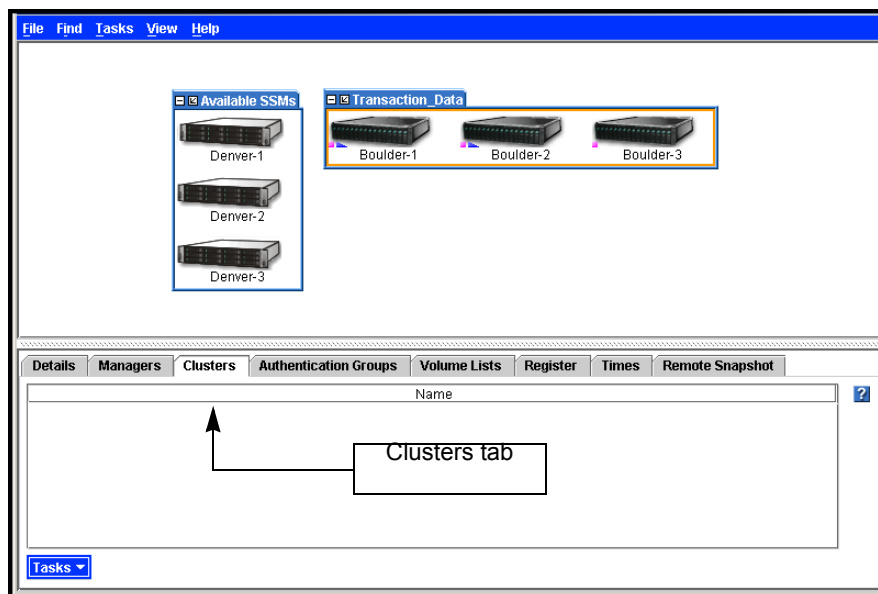 File Find Tasks View Help
Available SSMs
Transaction_Data
Denver-1
Boulder-1 Boulder-2 Boulder-3
Denver-2
Denver-3
Details Managers Clusters Authentication Groups Volume Lists Register Times Remote Snapshot
Name
?
Clusters tab
Tasks